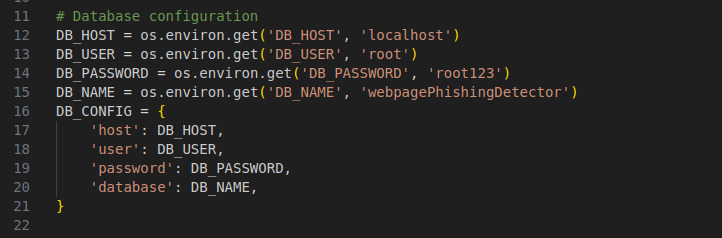 11 # Database configuration
12 DB_HOST = os.environ.get('DB_HOST', 'localhost')
13 DB_USER = os.environ.get('DB_USER', 'root')
14 DB_PASSWORD = os.environ.get('DB_PASSWORD', 'root123')
15 DB_NAME = os.environ.get('DB_NAME', 'webpagePhishingDetector')
16 DB_CONFIG = {
17     'host': DB_HOST,
18     'user': DB_USER,
19     'password': DB_PASSWORD,
20     'database': DB_NAME,
21 }
22